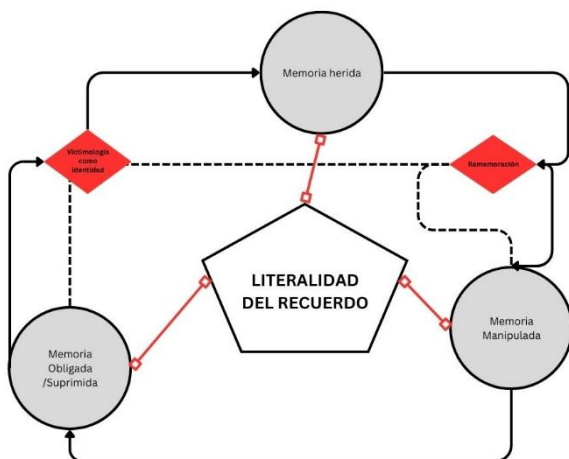 Memoria herida
Victimología
como
identidad
Rememoración
LITERALIDAD
DEL RECUERDO
Memoria
Manipulada
Memoria
Obligada
/Suprimida